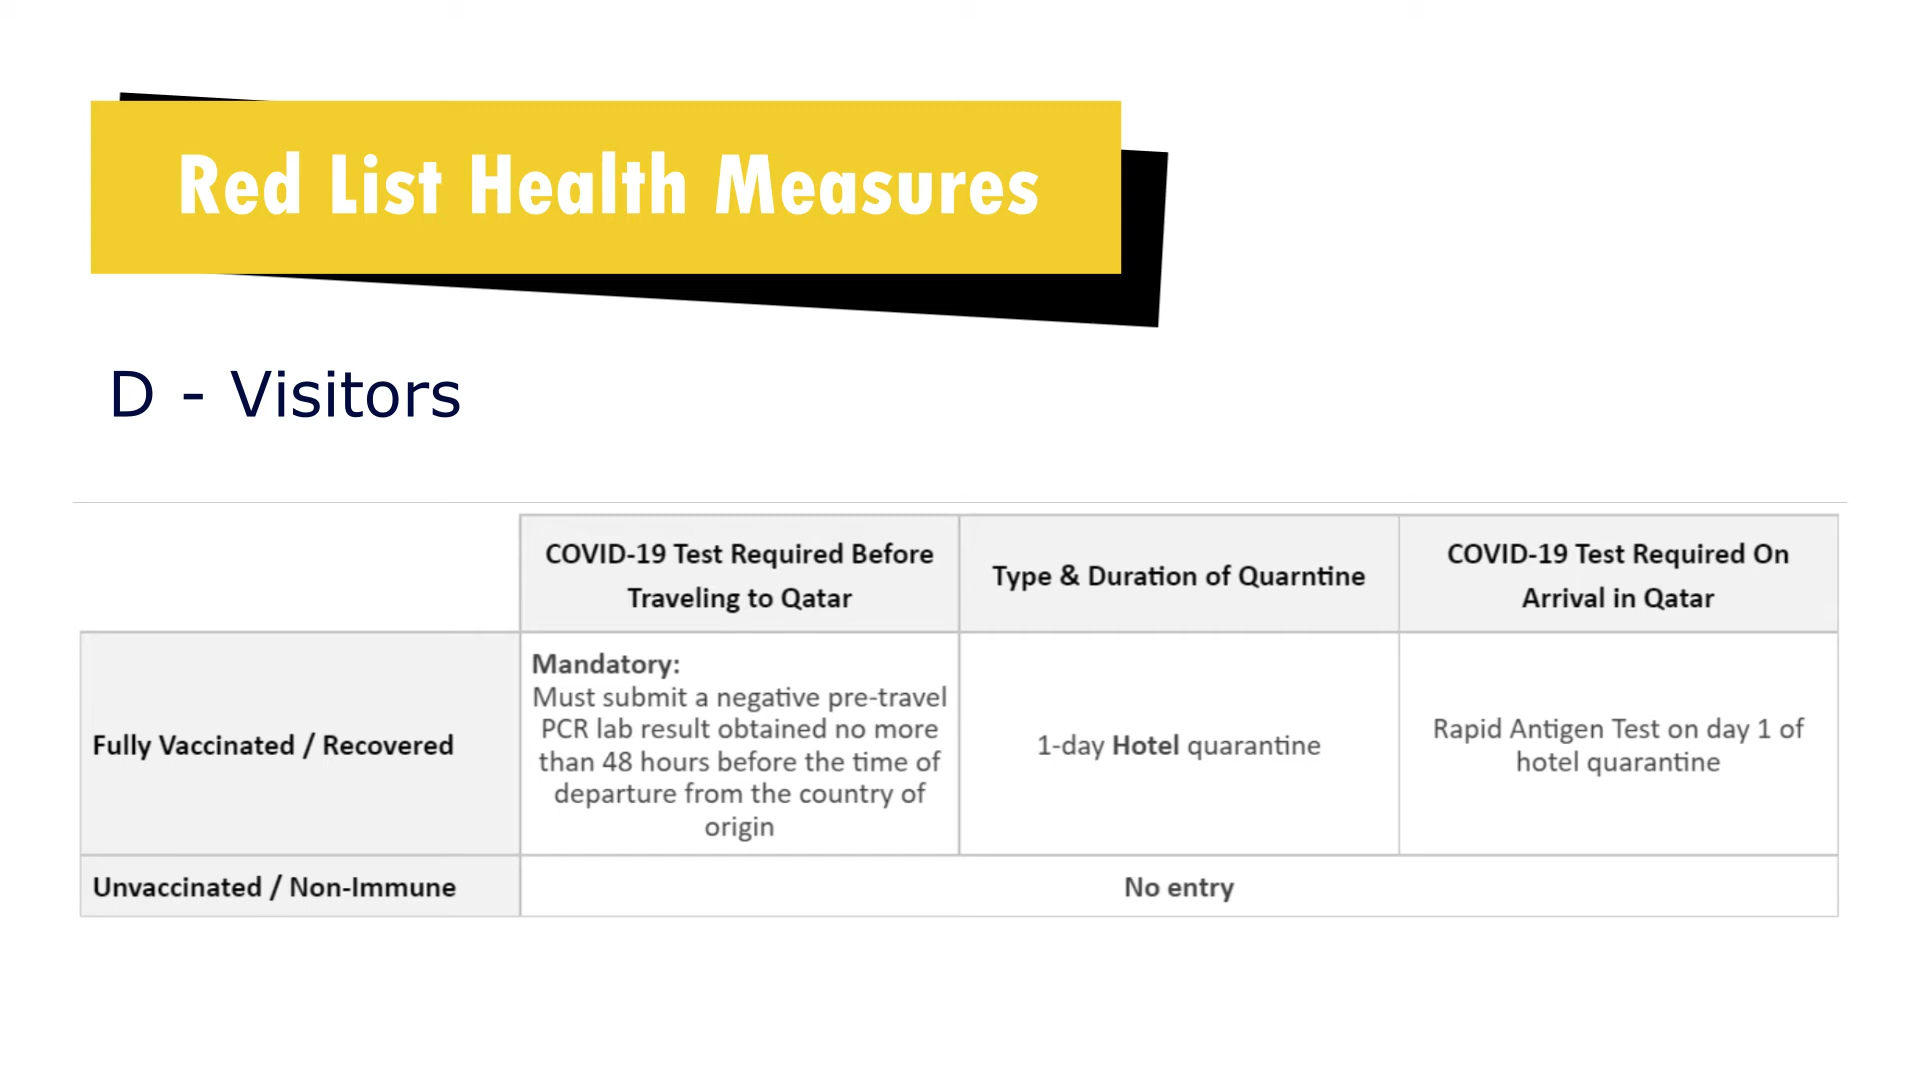 Red List Health Measures
D - Visitors
COVID-19 Test Required Before
Traveling to Qatar
Type & Duration of Quarntine
COVID-19 Test Required On
Arrival in Qatar
Fully Vaccinated / Recovered
Mandatory:
Must submit a negative pre-travel
PCR lab result obtained no more
than 48 hours before the time of
departure from the country of
origin
1-day Hotel quarantine
Rapid Antigen Test on day 1 of
hotel quarantine
Unvaccinated / Non-Immune
No entry